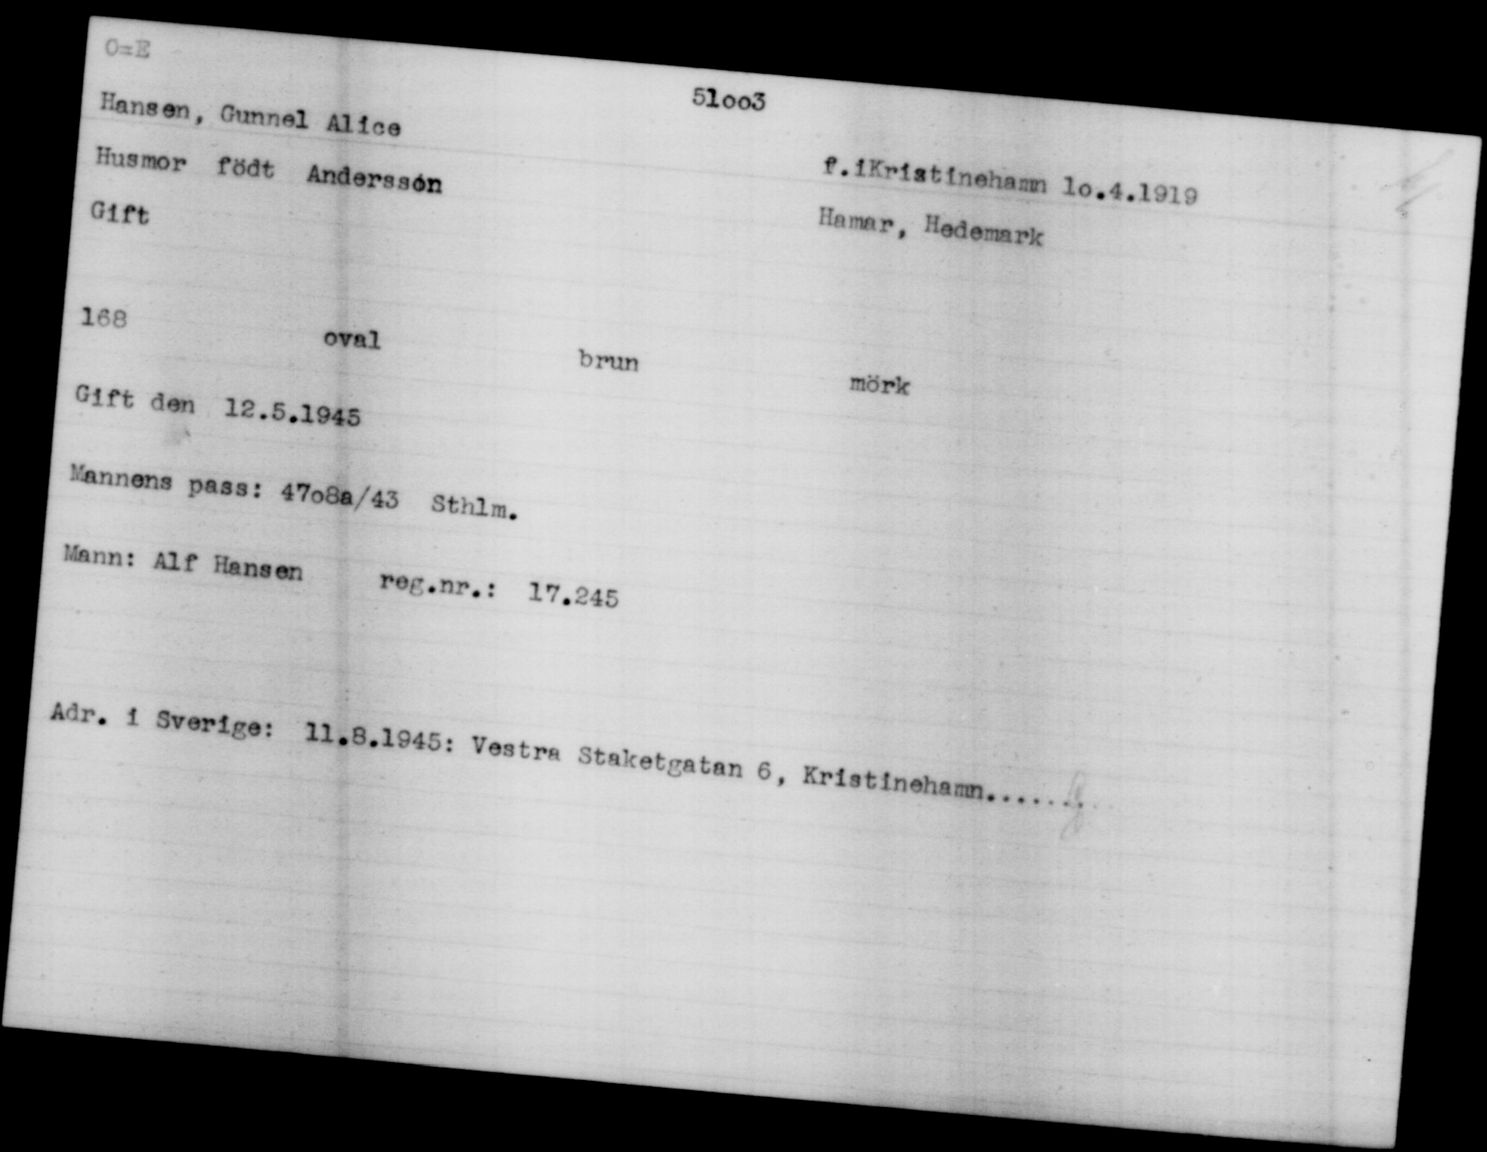 O=E
51oo3
Hansen, Gunnel Alice
f.iKristinehamn 1o.4.1919
Husmor födt Andersson
Hamar, Hedemark
Gift
168 oval brun mörk
Gift den 12.5.1945
Mannens pass: 47o8a/43 Sthlm.
Mann: Alf Hansen reg.nr.: 17.245
Adr. i Sverige: 11.8.1945: Vestra Staketgatan 6, Kristinehamn.........